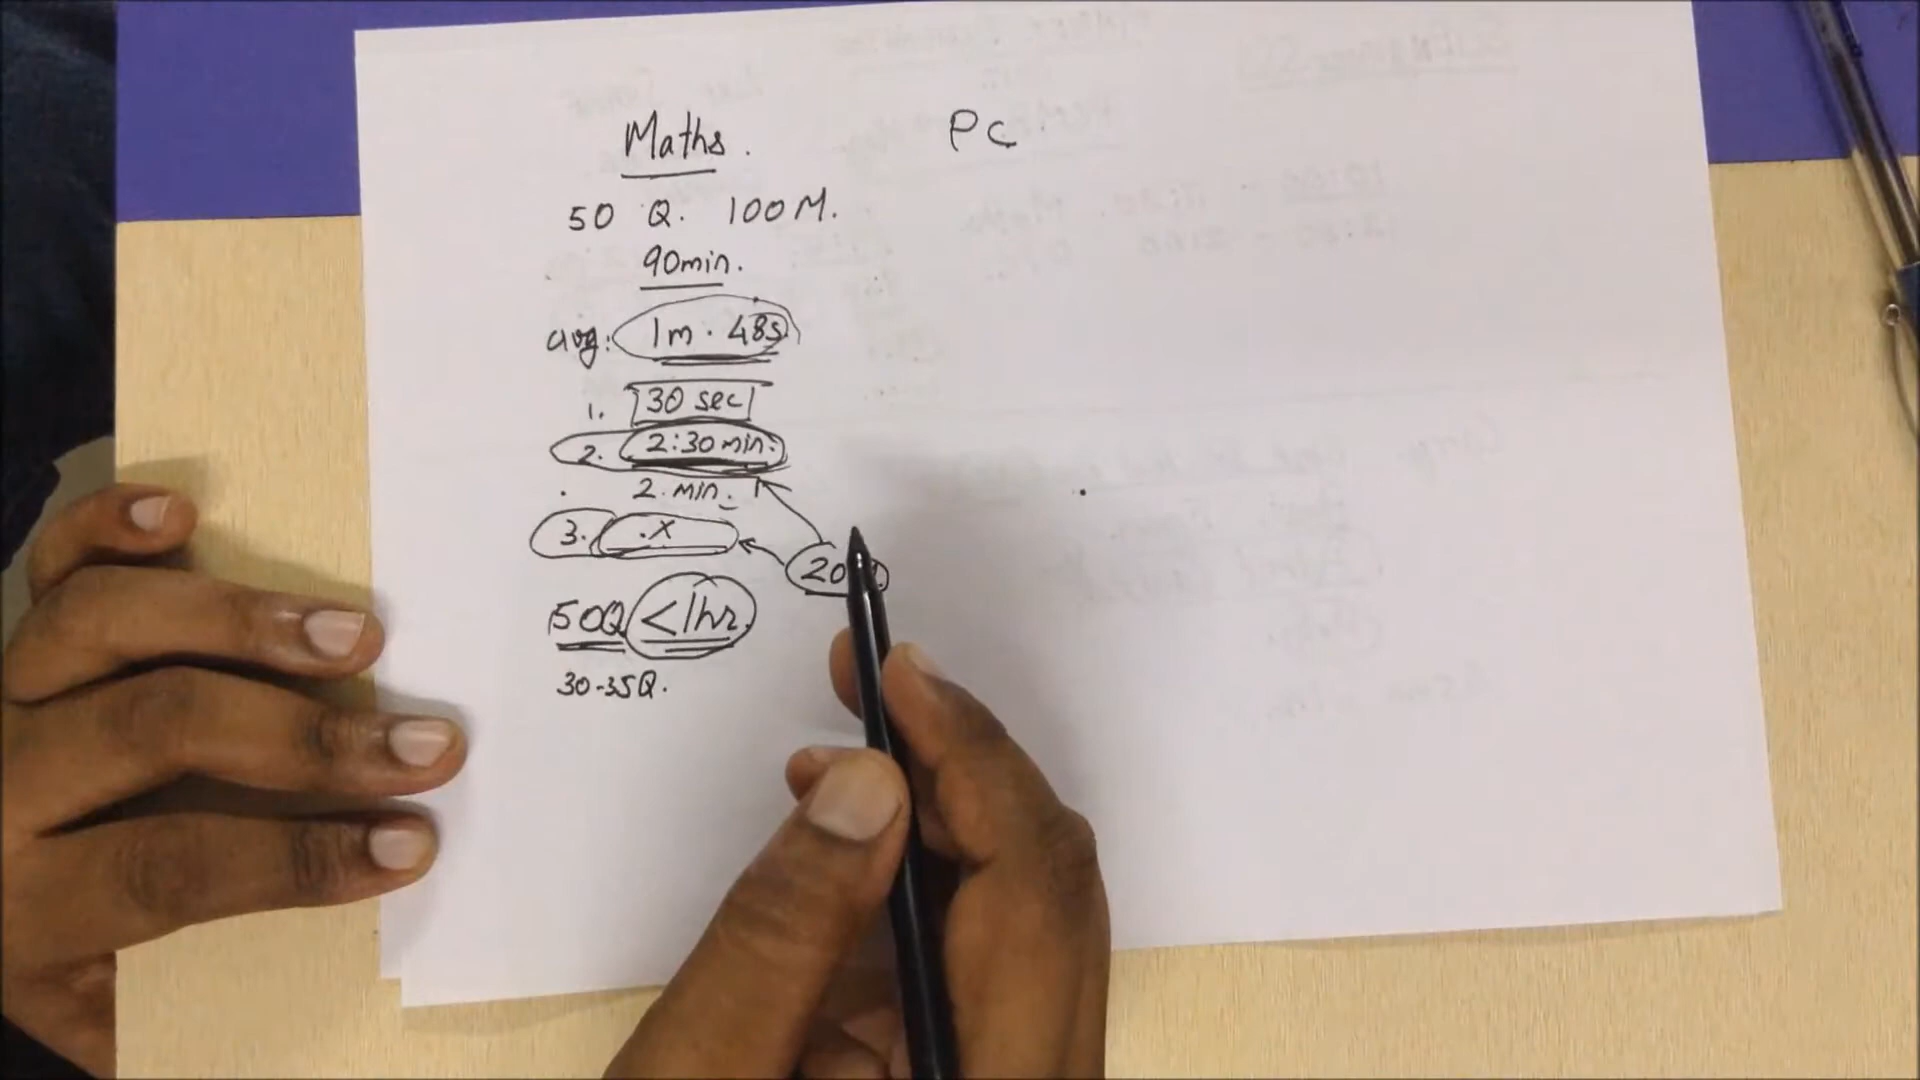 Maths.
PC
50 Q. 100M.
90min.
avg: 1m. 48s
1. 30 sec
2. 2:30 min.
2. min.
3. .x
50Q <1hr.
30-35Q.